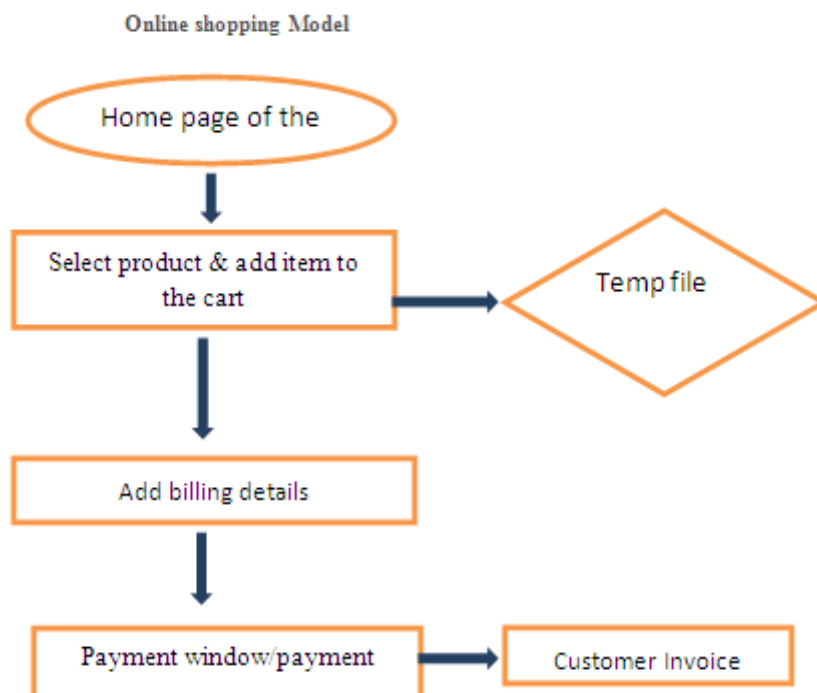 Online shopping Model
Home page of the
Select product & add item to
the cart
Temp file
Add billing details
Payment window/payment
Customer Invoice